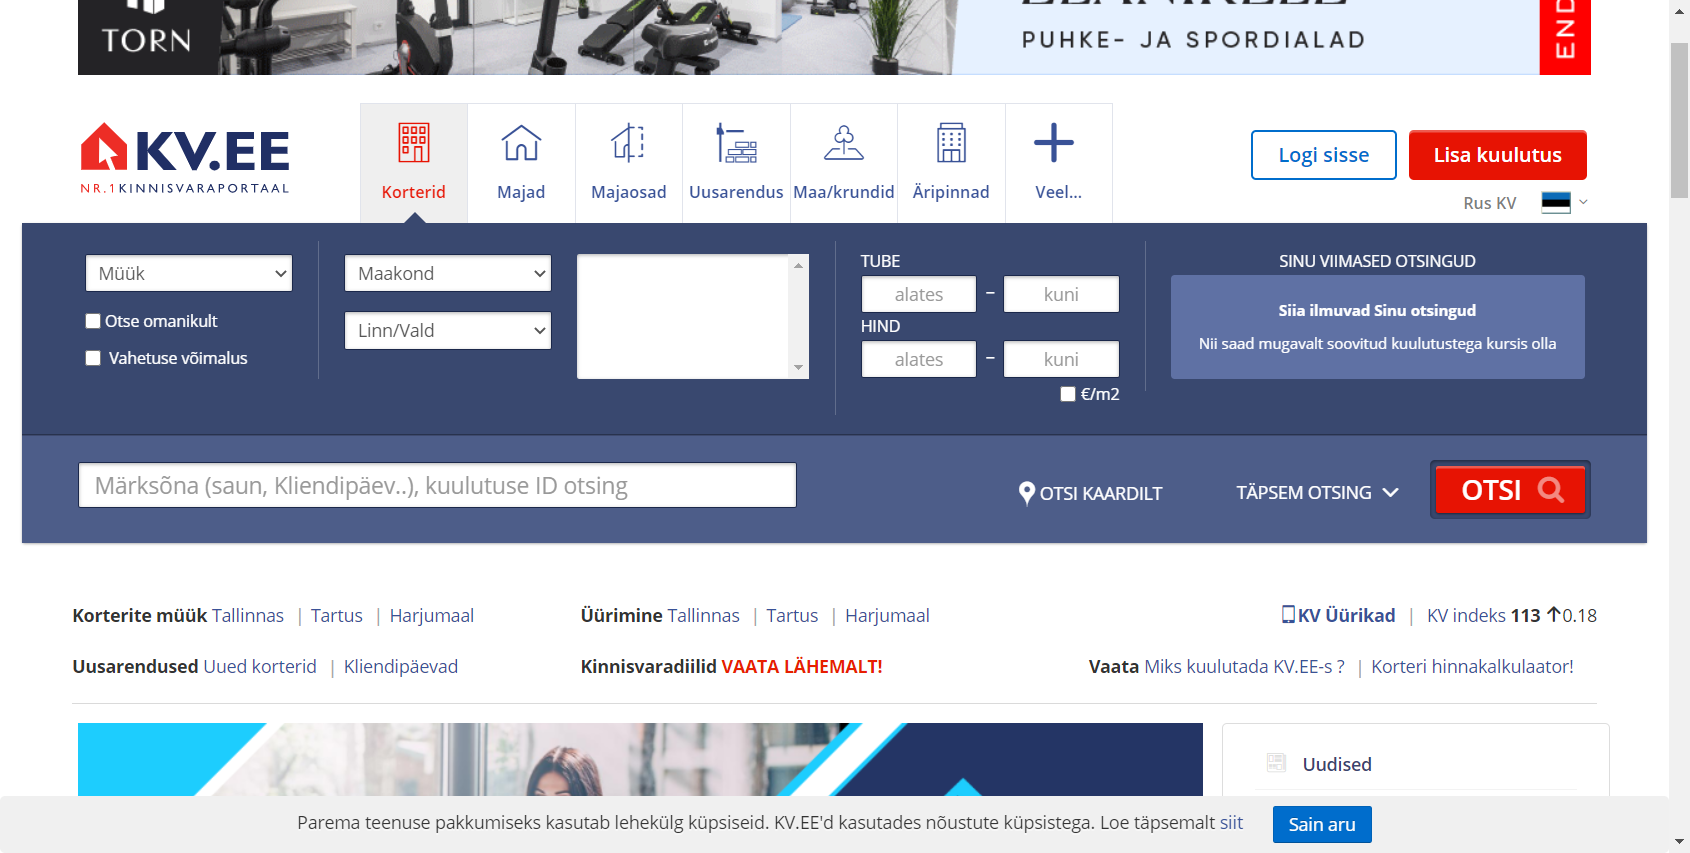 TORN
PUHKE- JA SPORDIALAD
END
KV.EE
NR.1 KINNISVARAPORTAAL
Korterid
Majad
Majaosad
Uusarendus
Maa/krundid
Äripinnad
Veel...
Logi sisse
Lisa kuulutus
Rus KV
Müük
Otse omanikult
Vahetuse võimalus
Maakond
Linn/Vald
TUBE
alates – kuni
HIND
alates – kuni
€/m2
SINU VIIMASED OTSINGUD
Siia ilmuvad Sinu otsingud
Nii saad mugavalt soovitud kuulutustega kursis olla
Märksõna (saun, Kliendipäev..), kuulutuse ID otsing
OTSI KAARDILT
TÄPSEM OTSING
OTSI
Korterite müük Tallinnas | Tartus | Harjumaal
Üürimine Tallinnas | Tartus | Harjumaal
KV Üürikad | KV indeks 113 ↑0.18
Uusarendused Uued korterid | Kliendipäevad
Kinnisvaradiilid VAATA LÄHEMALT!
Vaata Miks kuulutada KV.EE-s ? | Korteri hinnakalkulaator!
Uudised
Parema teenuse pakkumiseks kasutab lehekülg küpsiseid. KV.EE'd kasutades nõustute küpsistega. Loe täpsemalt siit
Sain aru